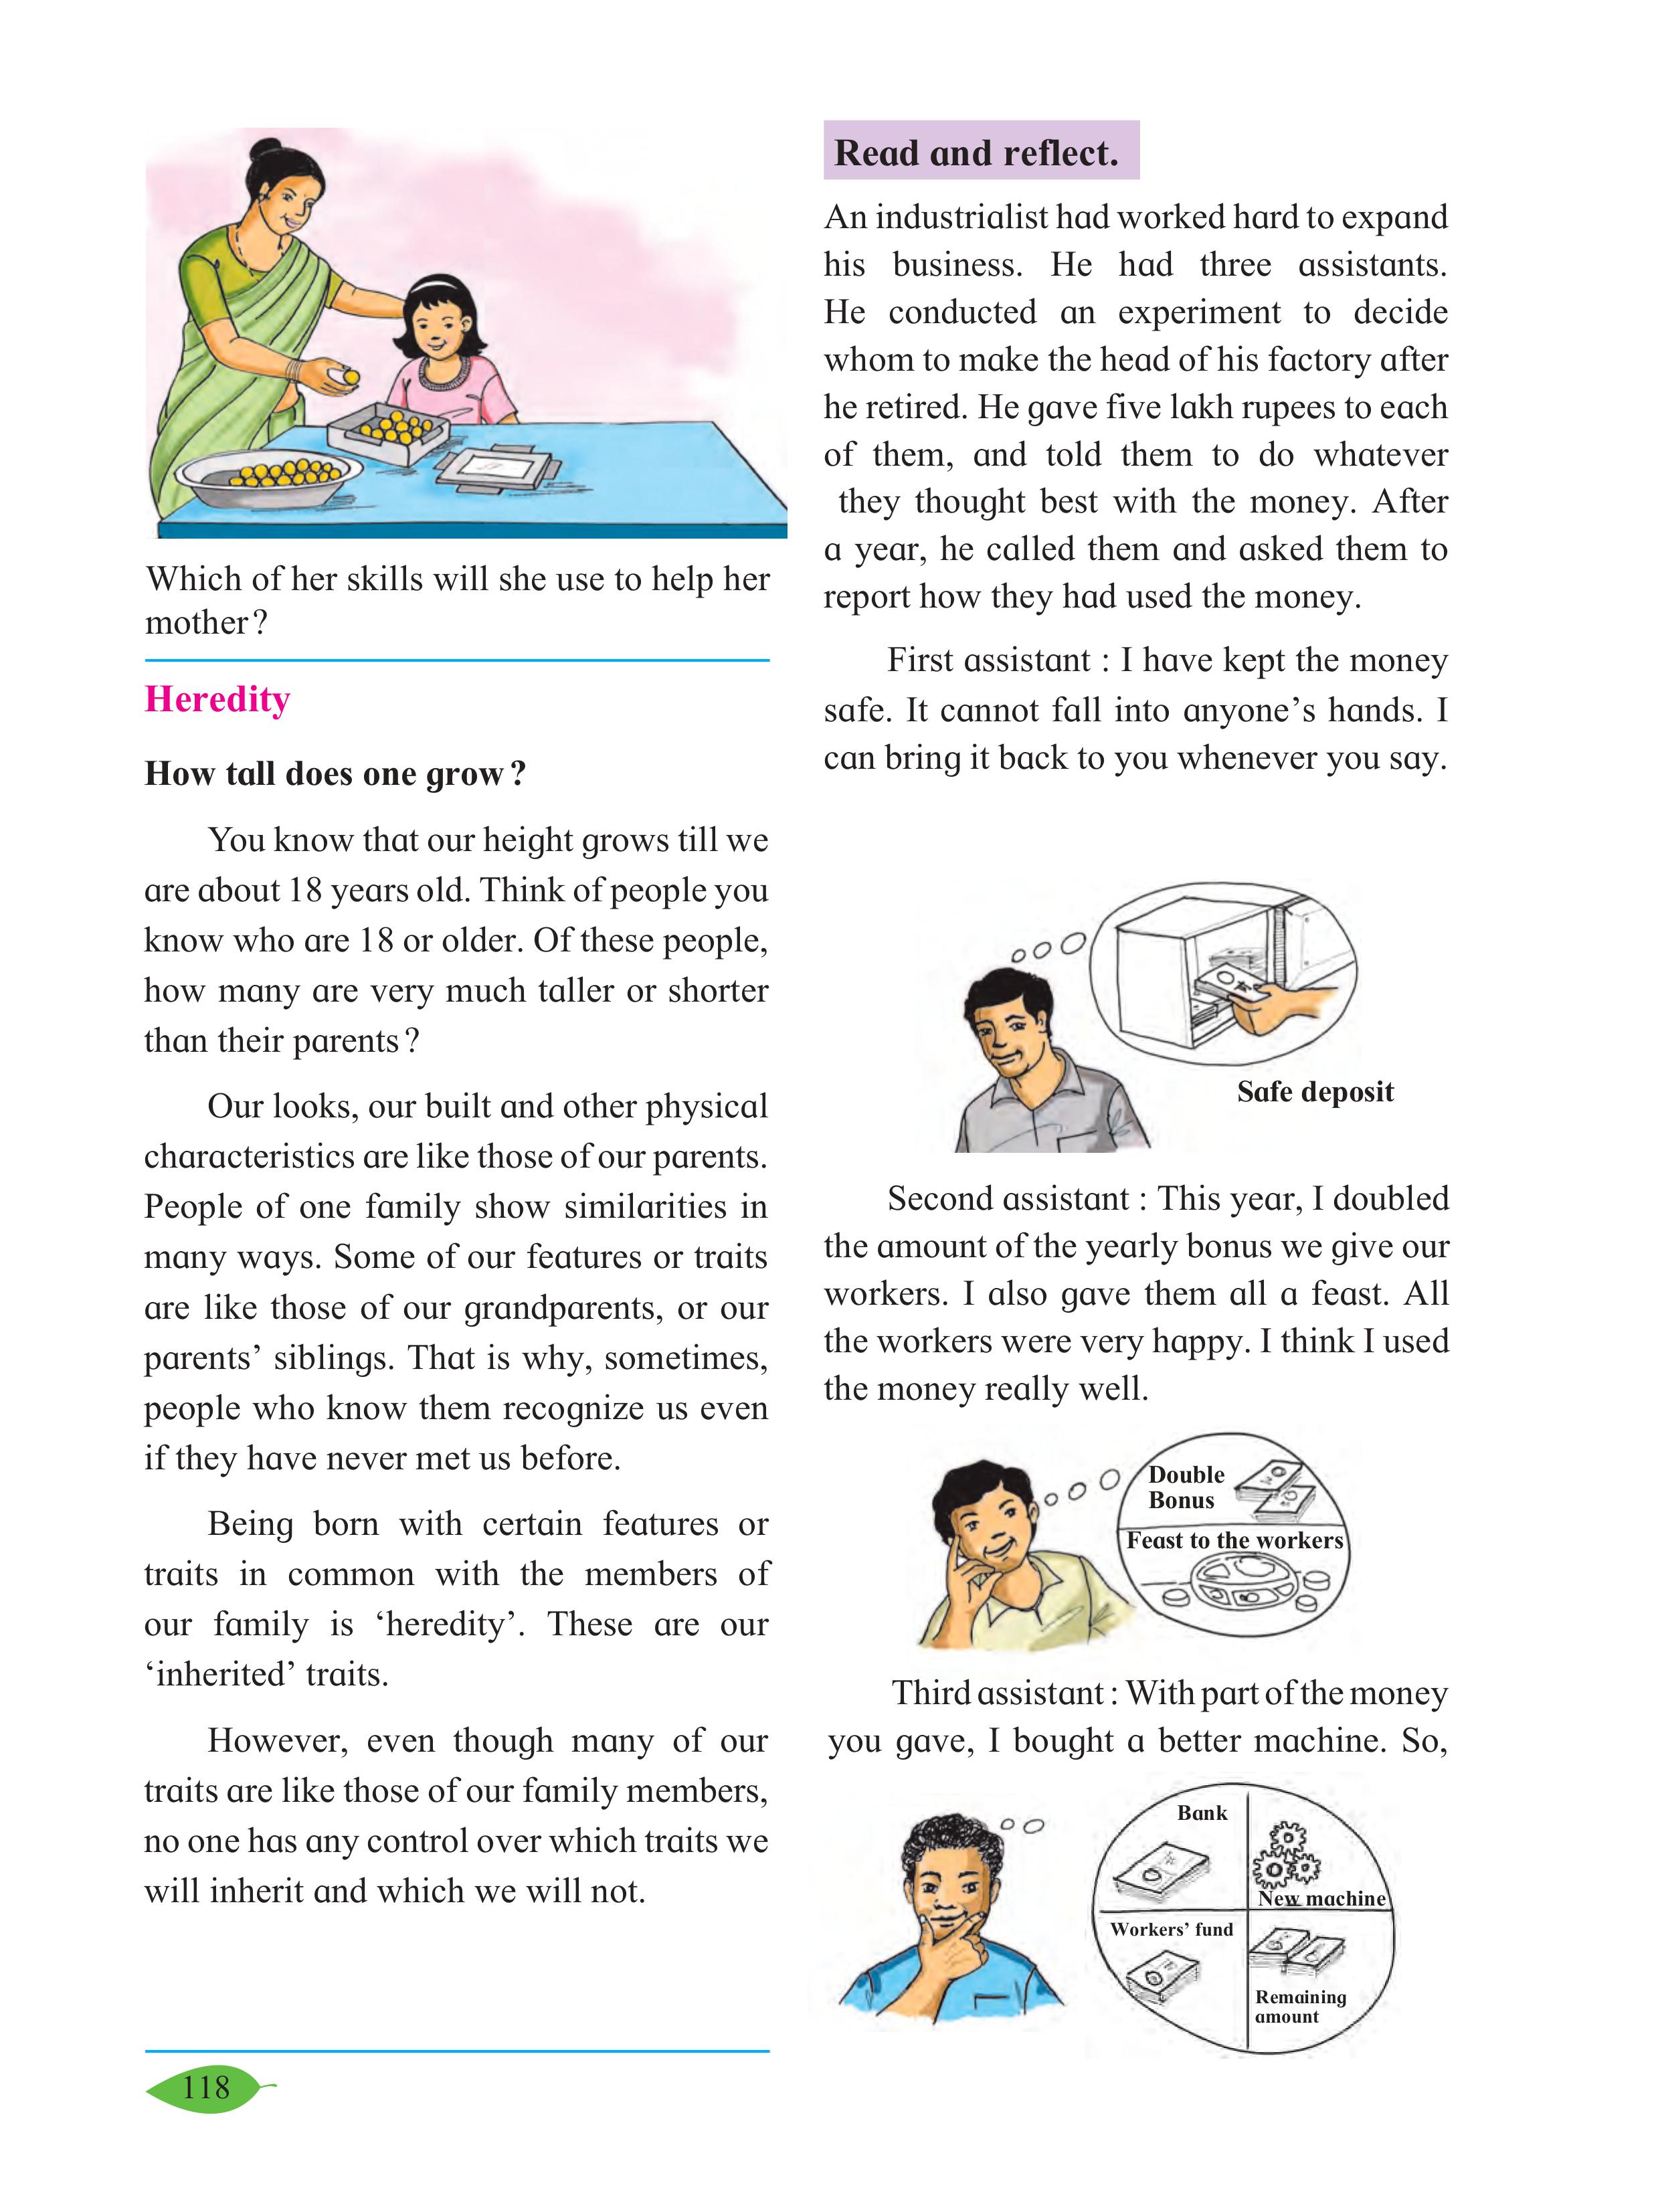 Which of her skills will she use to help her
mother?
Heredity
How tall does one grow?
You know that our height grows till we
are about 18 years old. Think of people you
know who are 18 or older. Of these people,
how many are very much taller or shorter
than their parents?
Our looks, our built and other physical
characteristics are like those of our parents.
People of one family show similarities in
many ways. Some of our features or traits
are like those of our grandparents, or our
parents’ siblings. That is why, sometimes,
people who know them recognize us even
if they have never met us before.
Being born with certain features or
traits in common with the members of
our family is ‘heredity’. These are our
‘inherited’ traits.
However, even though many of our
traits are like those of our family members,
no one has any control over which traits we
will inherit and which we will not.
118
Read and reflect.
An industrialist had worked hard to expand
his business. He had three assistants.
He conducted an experiment to decide
whom to make the head of his factory after
he retired. He gave five lakh rupees to each
of them, and told them to do whatever
they thought best with the money. After
a year, he called them and asked them to
report how they had used the money.
First assistant : I have kept the money
safe. It cannot fall into anyone’s hands. I
can bring it back to you whenever you say.
Safe deposit
Second assistant : This year, I doubled
the amount of the yearly bonus we give our
workers. I also gave them all a feast. All
the workers were very happy. I think I used
the money really well.
Double
Bonus
Feast to the workers
Third assistant : With part of the money
you gave, I bought a better machine. So,
Bank
New machine
Workers’ fund
Remaining
amount